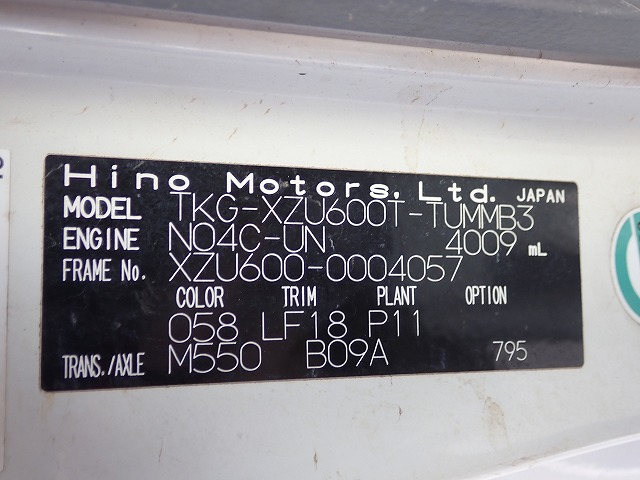 Hino Motors, Ltd. JAPAN
MODEL TKG-XZU600T-TUMMB3
ENGINE N04C-UN 4009 mL
FRAME No. XZU600-0004057
COLOR TRIM PLANT OPTION
058 LF18 P11
TRANS./AXLE M550 B09A 795